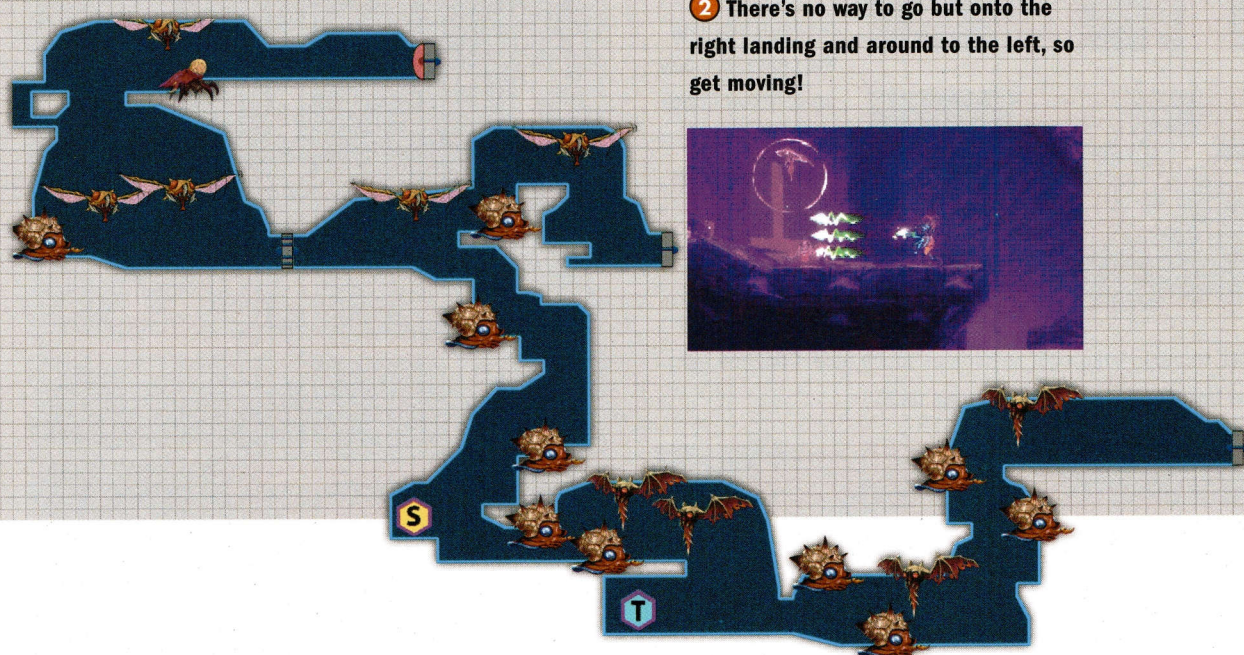 2 There's no way to go but onto the
right landing and around to the left, so
get moving!
S
T